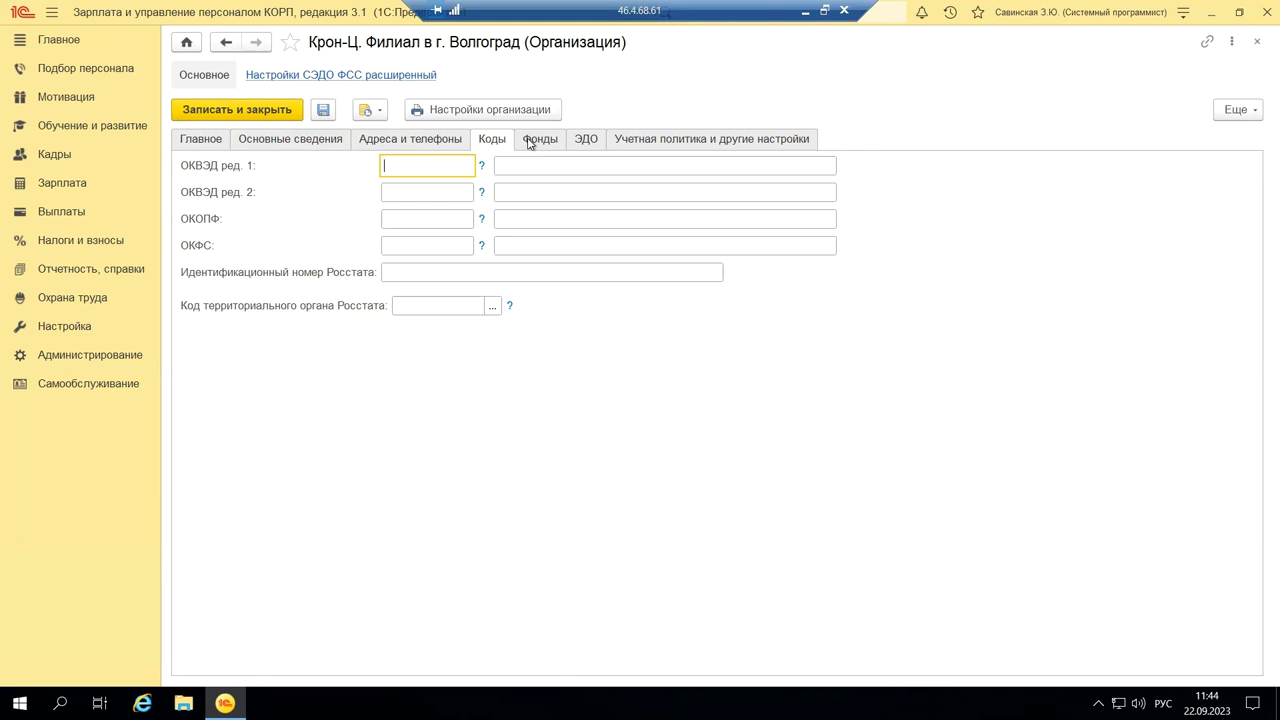 Зарплата и управление персоналом КОРП, редакция 3.1 (1С:Пре
46.4.68.61
Савинская З.Ю. (Системный программист)
Главное
Подбор персонала
Мотивация
Обучение и развитие
Кадры
Зарплата
Выплаты
Налоги и взносы
Отчетность, справки
Охрана труда
Настройка
Администрирование
Самообслуживание
Крон-Ц. Филиал в г. Волгоград (Организация)
Основное
Настройки СЭДО ФСС расширенный
Записать и закрыть
Настройки организации
Еще
Главное
Основные сведения
Адреса и телефоны
Коды
Фонды
ЭДО
Учетная политика и другие настройки
ОКВЭД ред. 1: ?
ОКВЭД ред. 2: ?
ОКОПФ: ?
ОКФС: ?
Идентификационный номер Росстата:
Код территориального органа Росстата: ... ?
РУС
11:44
22.09.2023